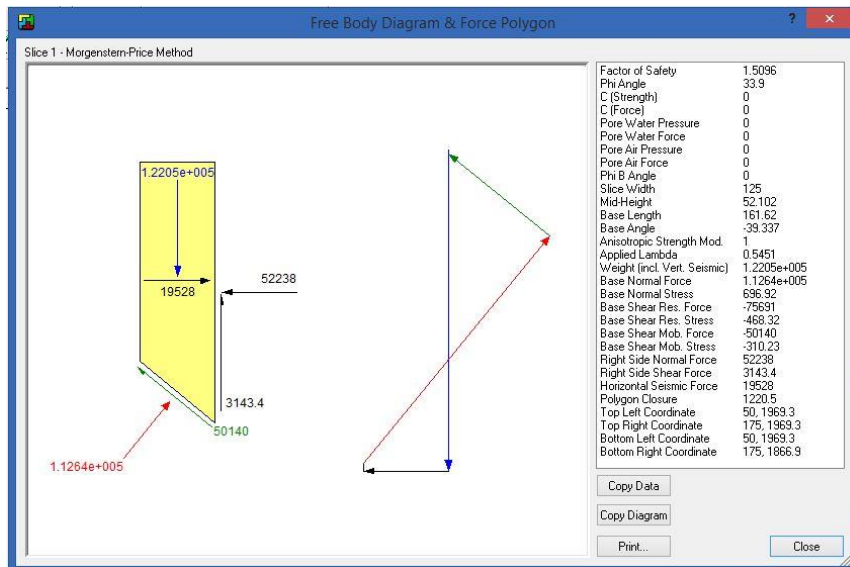 Free Body Diagram & Force Polygon
Slice 1 - Morgenstern-Price Method
1.2205e+005
19528
52238
3143.4
50140
1.1264e+005
Factor of Safety 1.5096
Phi Angle 33.9
C (Strength) 0
C (Force) 0
Pore Water Pressure 0
Pore Water Force 0
Pore Air Pressure 0
Pore Air Force 0
Phi B Angle 0
Slice Width 125
Mid-Height 52.102
Base Length 161.62
Base Angle -39.337
Anisotropic Strength Mod. 1
Applied Lambda 0.5451
Weight (incl. Vert. Seismic) 1.2205e+005
Base Normal Force 1.1264e+005
Base Normal Stress 696.92
Base Shear Res. Force -75691
Base Shear Res. Stress -468.32
Base Shear Mob. Force -50140
Base Shear Mob. Stress -310.23
Right Side Normal Force 52238
Right Side Shear Force 3143.4
Horizontal Seismic Force 19528
Polygon Closure 1220.5
Top Left Coordinate 50, 1969.3
Top Right Coordinate 175, 1969.3
Bottom Left Coordinate 50, 1969.3
Bottom Right Coordinate 175, 1866.9
Copy Data
Copy Diagram
Print...
Close